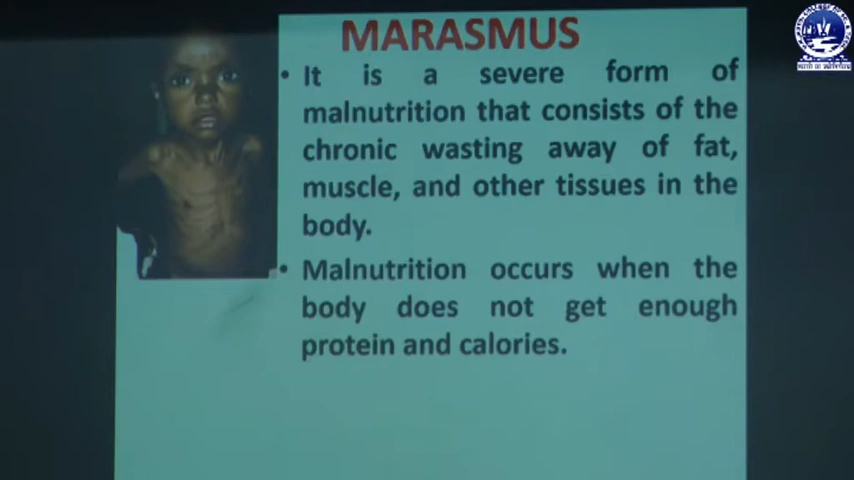 MARASMUS
• It is a severe form of
malnutrition that consists of the
chronic wasting away of fat,
muscle, and other tissues in the
body.
• Malnutrition occurs when the
body does not get enough
protein and calories.